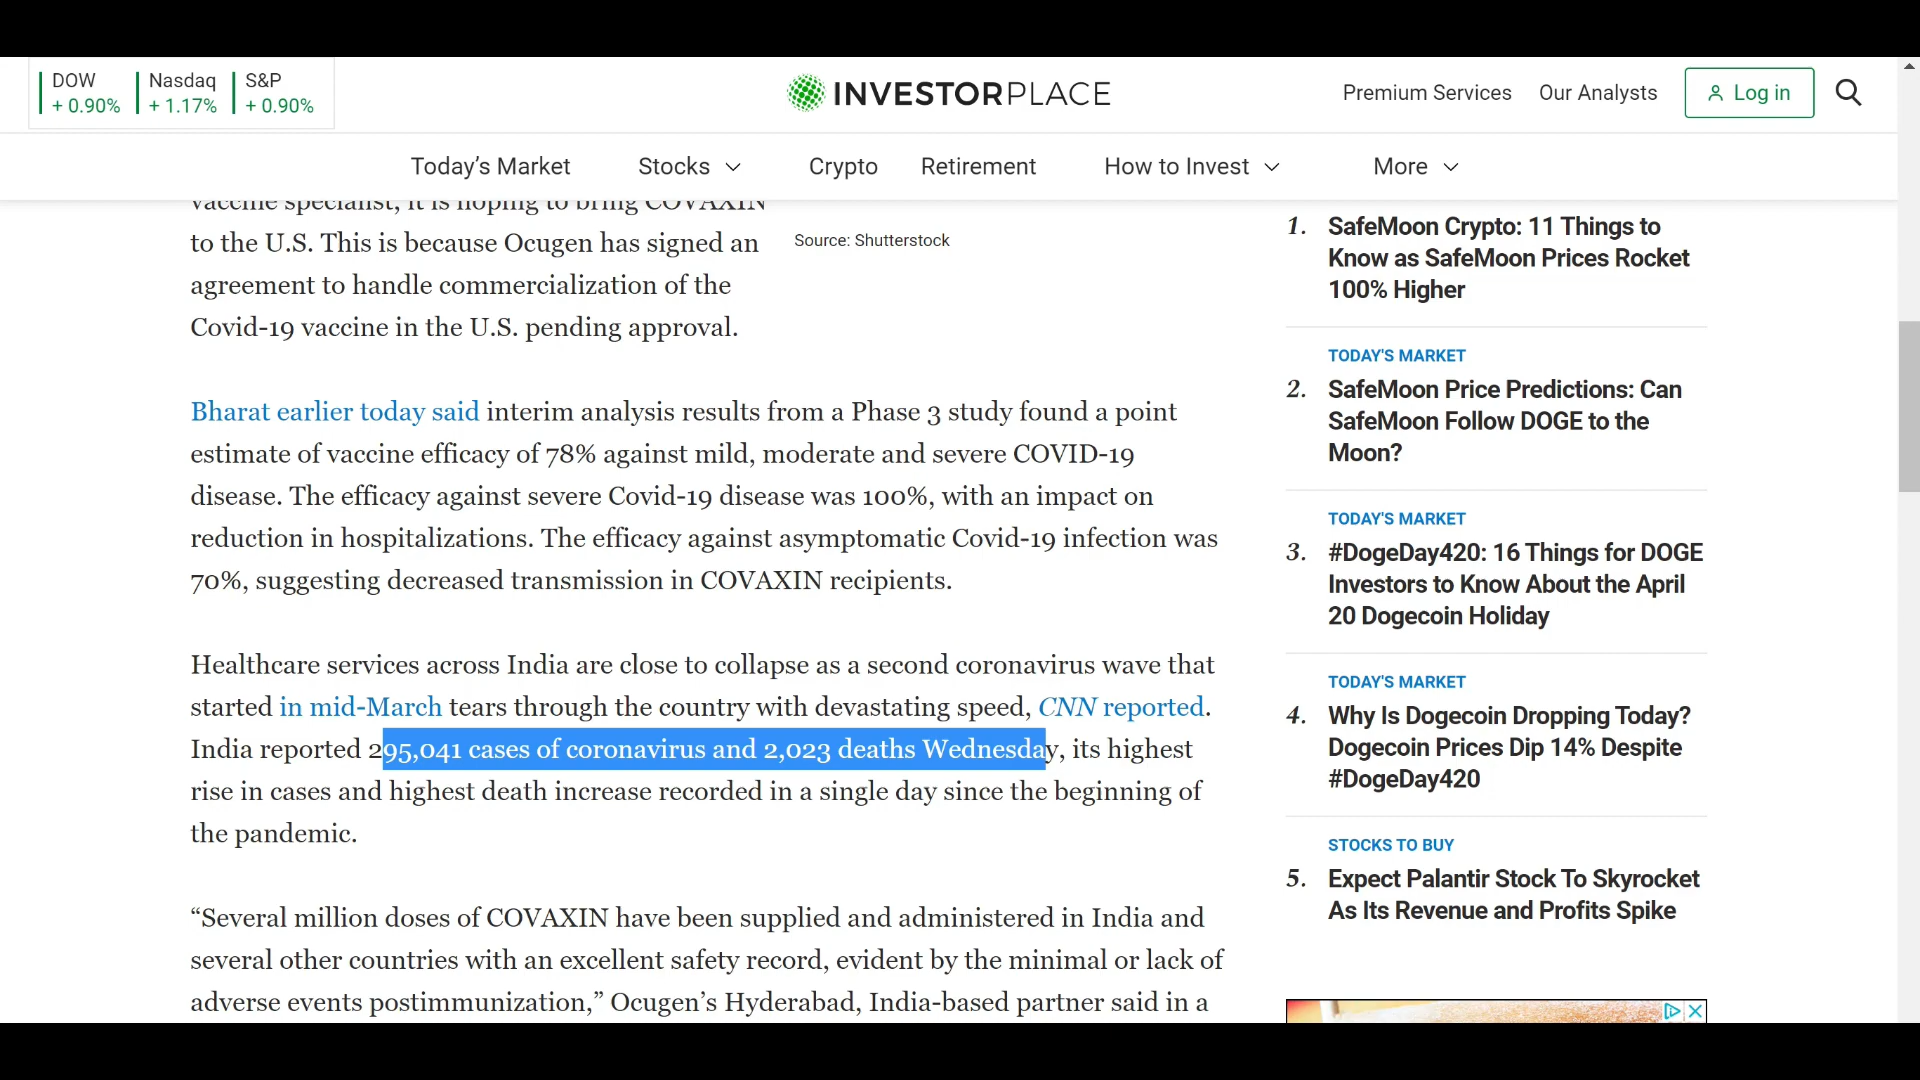 DOW
+ 0.90%
Nasdaq
+ 1.17%
S&P
+ 0.90%
INVESTORPLACE
Premium Services
Our Analysts
Log in
Today’s Market
Stocks
Crypto
Retirement
How to Invest
More
vaccine specialist, it is hoping to bring COVAXIN
to the U.S. This is because Ocugen has signed an
agreement to handle commercialization of the
Covid-19 vaccine in the U.S. pending approval.
Source: Shutterstock
Bharat earlier today said interim analysis results from a Phase 3 study found a point
estimate of vaccine efficacy of 78% against mild, moderate and severe COVID-19
disease. The efficacy against severe Covid-19 disease was 100%, with an impact on
reduction in hospitalizations. The efficacy against asymptomatic Covid-19 infection was
70%, suggesting decreased transmission in COVAXIN recipients.
Healthcare services across India are close to collapse as a second coronavirus wave that
started in mid-March tears through the country with devastating speed, CNN reported.
India reported 295,041 cases of coronavirus and 2,023 deaths Wednesday, its highest
rise in cases and highest death increase recorded in a single day since the beginning of
the pandemic.
“Several million doses of COVAXIN have been supplied and administered in India and
several other countries with an excellent safety record, evident by the minimal or lack of
adverse events postimmunization,” Ocugen’s Hyderabad, India-based partner said in a
1. SafeMoon Crypto: 11 Things to
Know as SafeMoon Prices Rocket
100% Higher
TODAY'S MARKET
2. SafeMoon Price Predictions: Can
SafeMoon Follow DOGE to the
Moon?
TODAY'S MARKET
3. #DogeDay420: 16 Things for DOGE
Investors to Know About the April
20 Dogecoin Holiday
TODAY'S MARKET
4. Why Is Dogecoin Dropping Today?
Dogecoin Prices Dip 14% Despite
#DogeDay420
STOCKS TO BUY
5. Expect Palantir Stock To Skyrocket
As Its Revenue and Profits Spike